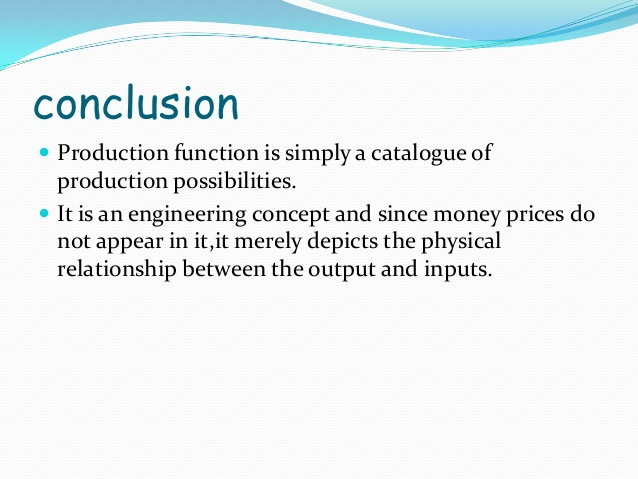 conclusion
Production function is simply a catalogue of
production possibilities.
It is an engineering concept and since money prices do
not appear in it,it merely depicts the physical
relationship between the output and inputs.